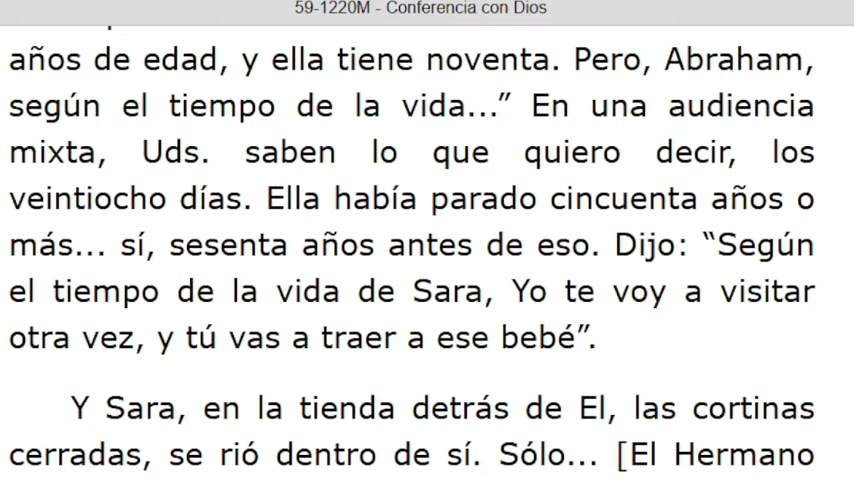 59-1220M - Conferencia con Dios
años de edad, y ella tiene noventa. Pero, Abraham,
según el tiempo de la vida...” En una audiencia
mixta, Uds. saben lo que quiero decir, los
veintiocho días. Ella había parado cincuenta años o
más... sí, sesenta años antes de eso. Dijo: “Según
el tiempo de la vida de Sara, Yo te voy a visitar
otra vez, y tú vas a traer a ese bebé”.
Y Sara, en la tienda detrás de El, las cortinas
cerradas, se rió dentro de sí. Sólo... [El Hermano